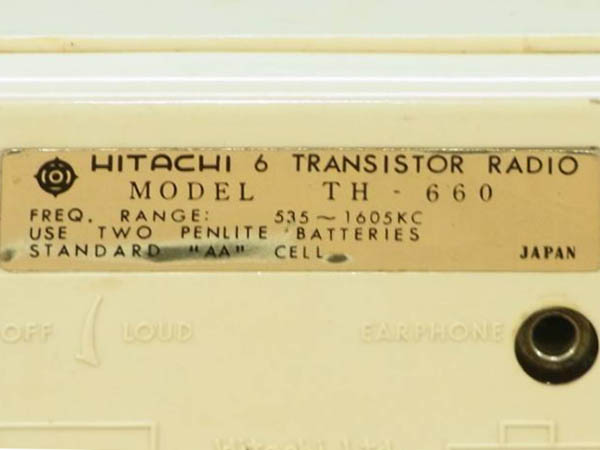 HITACHI 6 TRANSISTOR RADIO
MODEL TH - 660
FREQ. RANGE: 535~1605KC
USE TWO PENLITE BATTERIES
STANDARD "AA" CELL JAPAN
OFF LOUD EARPHONE